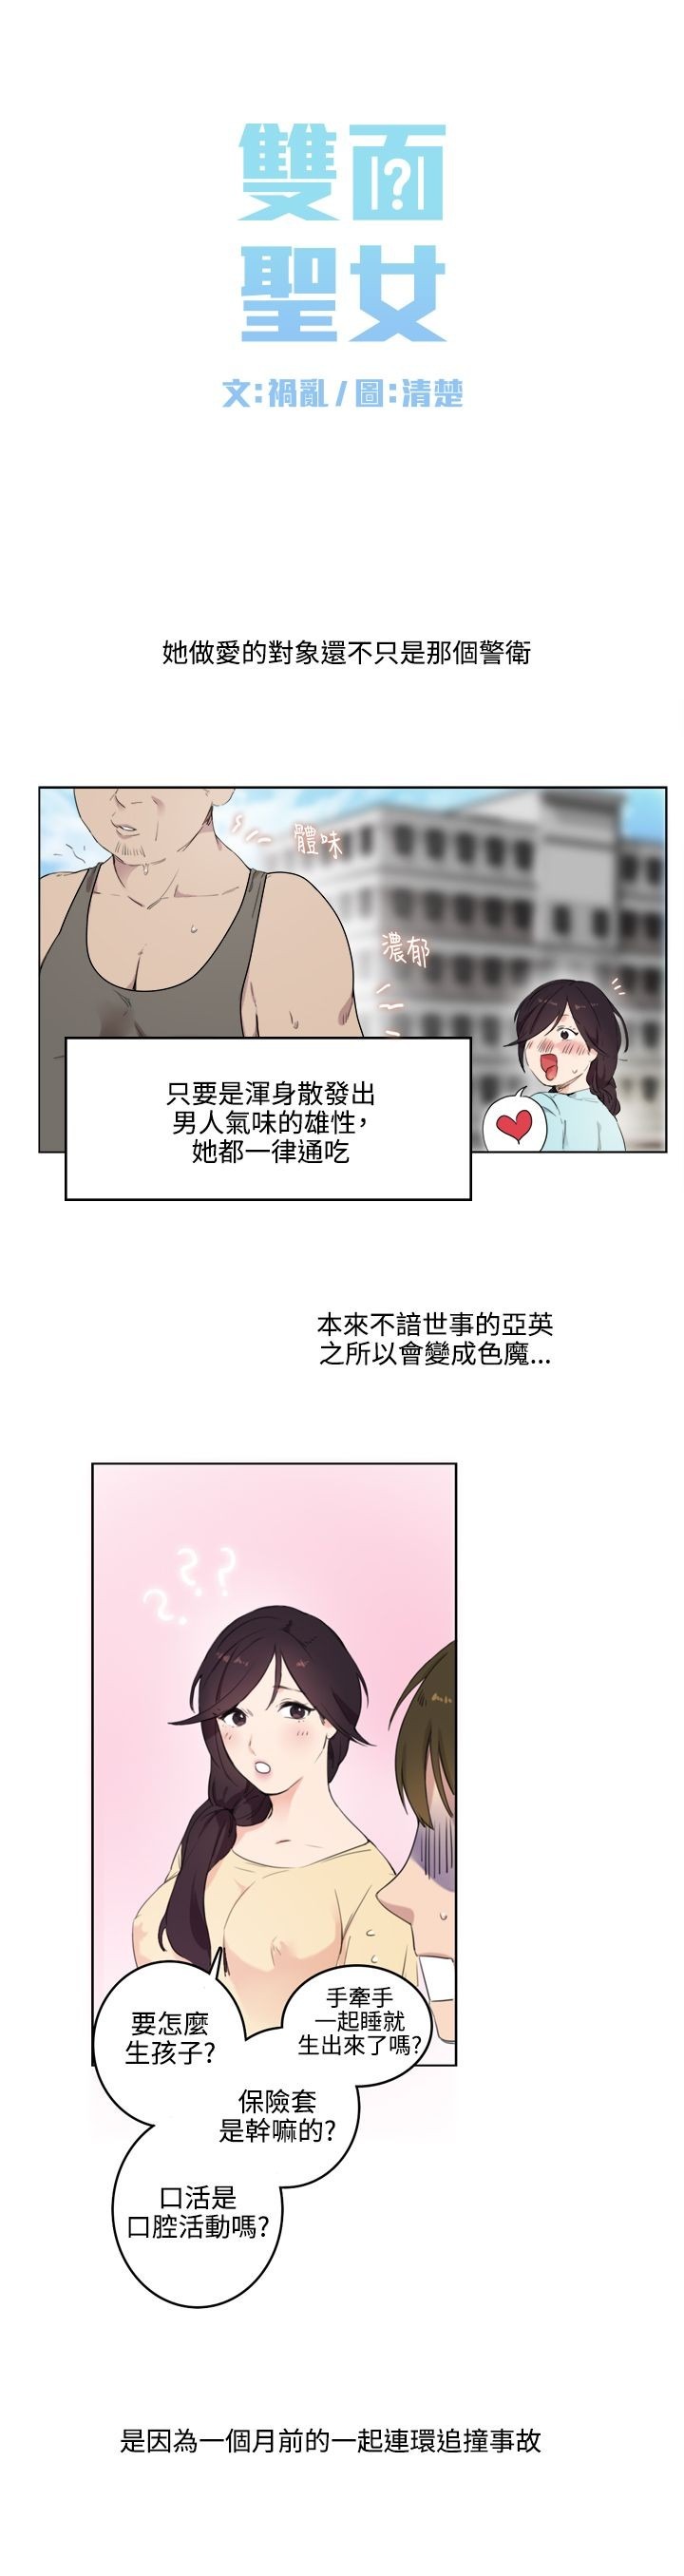 雙面
聖女
文:禍亂/圖:清楚
她做愛的對象還不只是那個警衛
體味
濃郁
只要是渾身散發出
男人氣味的雄性,
她都一律通吃
本來不諳世事的亞英
之所以會變成色魔...
???
要怎麼
生孩子?
手牽手
一起睡就
生出來了嗎?
保險套
是幹嘛的?
口活是
口腔活動嗎?
是因為一個月前的一起連環追撞事故